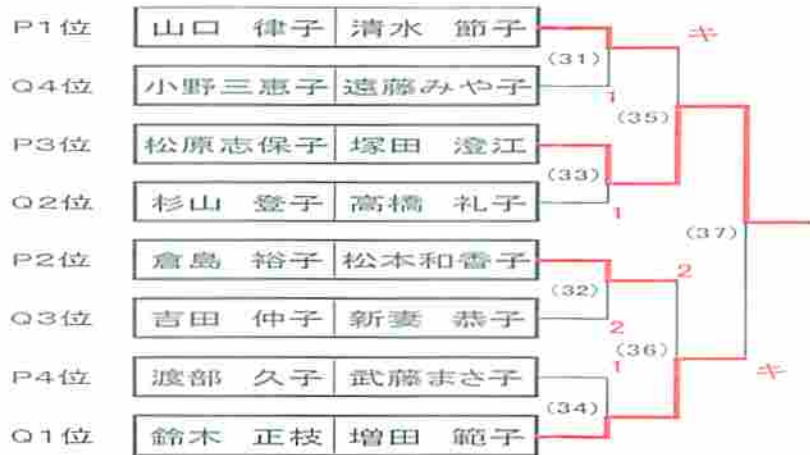 P1位 山口 律子 清水 節子
キ
(31)
Q4位 小野三恵子 遠藤みや子
1
(35)
P3位 松原志保子 塚田 澄江
(33)
Q2位 杉山 登子 高橋 礼子
1
(37)
P2位 倉島 裕子 松本和香子
2
(32)
Q3位 吉田 仲子 新妻 恭子
2
(36)
P4位 渡部 久子 武藤まさ子
1
キ
(34)
Q1位 鈴木 正枝 増田 範子